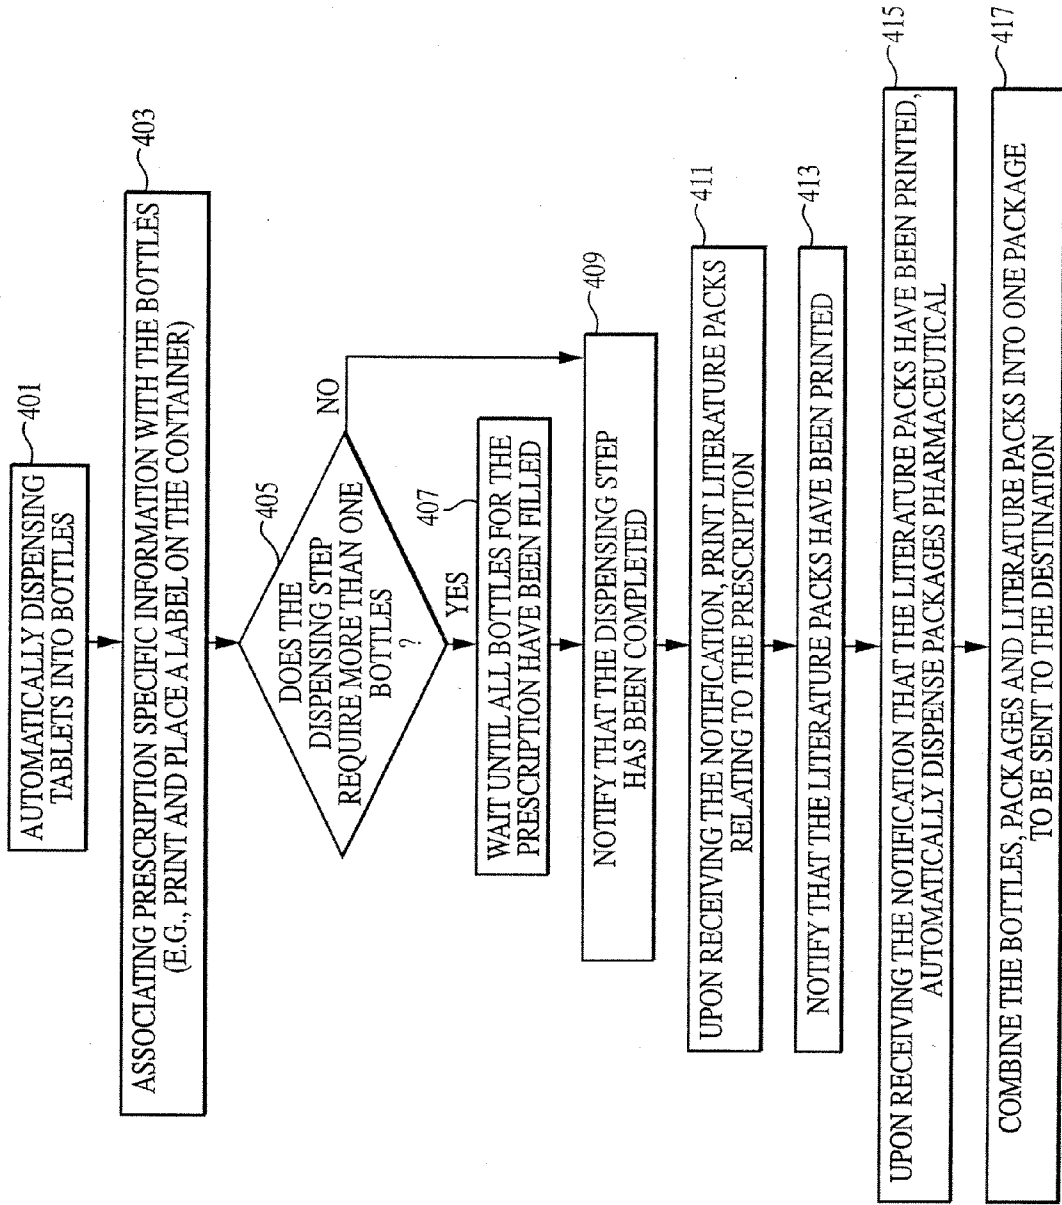 401
AUTOMATICALLY DISPENSING
TABLETS INTO BOTTLES
403
ASSOCIATING PRESCRIPTION SPECIFIC INFORMATION WITH THE BOTTLES
(E.G., PRINT AND PLACE A LABEL ON THE CONTAINER)
405
DOES THE
DISPENSING STEP
REQUIRE MORE THAN ONE
BOTTLES
?
NO
YES
407
WAIT UNTIL ALL BOTTLES FOR THE
PRESCRIPTION HAVE BEEN FILLED
409
NOTIFY THAT THE DISPENSING STEP
HAS BEEN COMPLETED
411
UPON RECEIVING THE NOTIFICATION, PRINT LITERATURE PACKS
RELATING TO THE PRESCRIPTION
413
NOTIFY THAT THE LITERATURE PACKS HAVE BEEN PRINTED
415
UPON RECEIVING THE NOTIFICATION THAT THE LITERATURE PACKS HAVE BEEN PRINTED,
AUTOMATICALLY DISPENSE PACKAGES PHARMACEUTICAL
417
COMBINE THE BOTTLES, PACKAGES AND LITERATURE PACKS INTO ONE PACKAGE
TO BE SENT TO THE DESTINATION